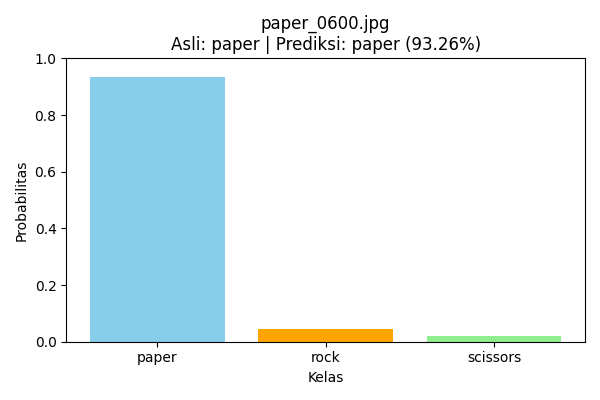 paper_0600.jpg
Asli: paper | Prediksi: paper (93.26%)
1.0
0.8
0.6
0.4
0.2
0.0
Probabilitas
paper rock scissors
Kelas